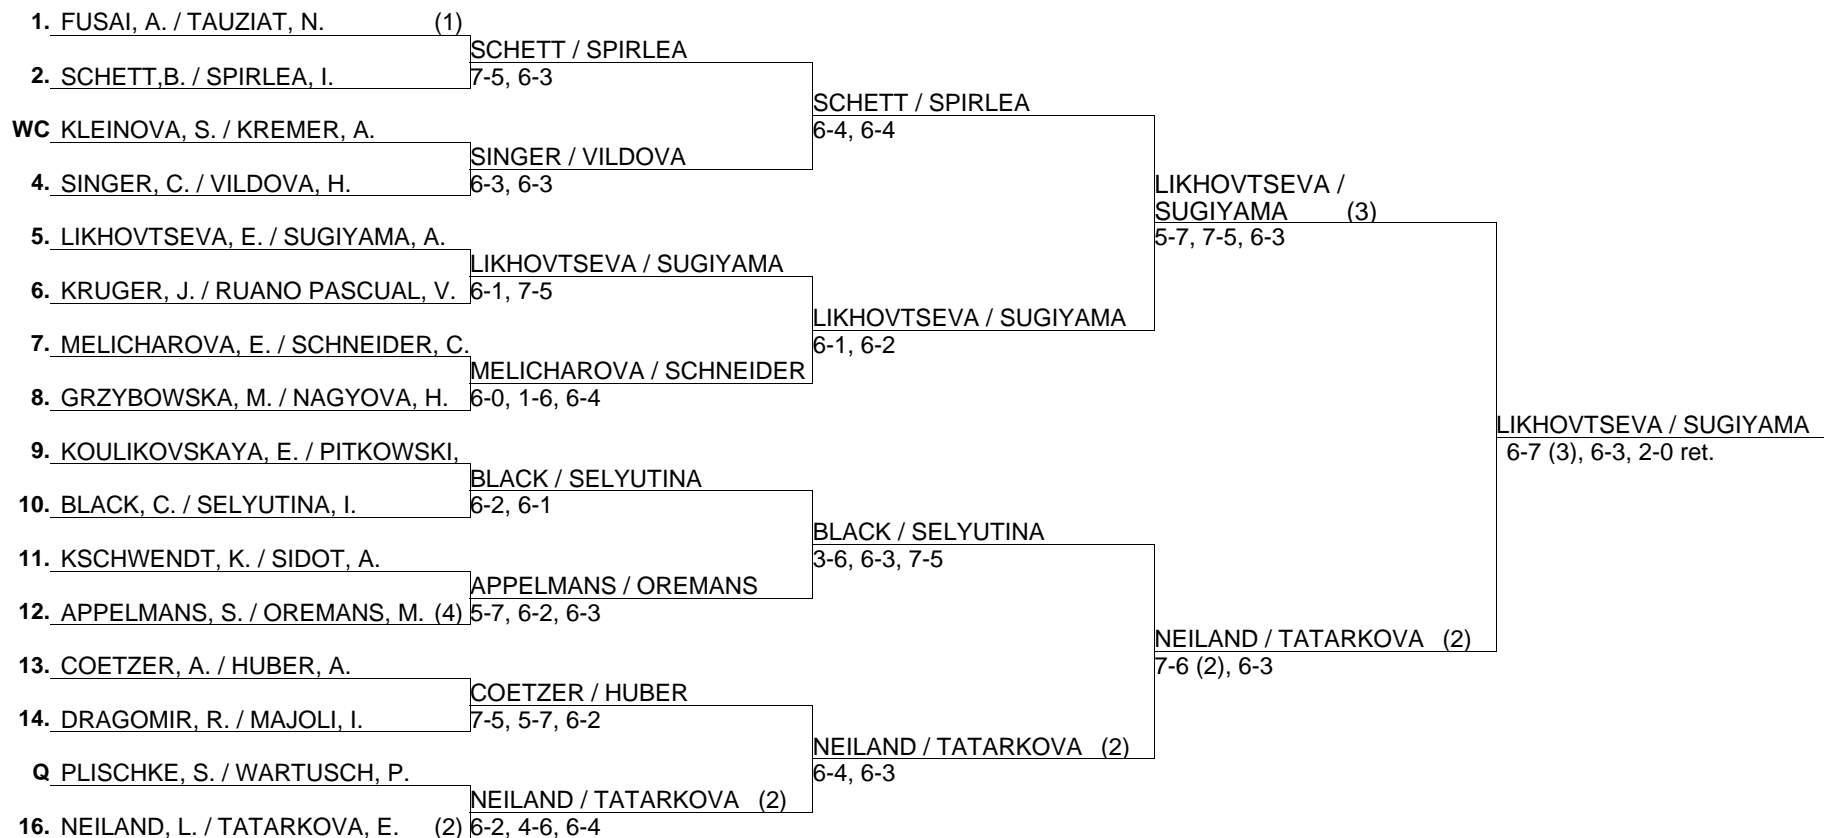 1. FUSAI, A. / TAUZIAT, N. (1)
SCHETT / SPIRLEA
2. SCHETT,B. / SPIRLEA, I.
7-5, 6-3
SCHETT / SPIRLEA
WC KLEINOVA, S. / KREMER, A.
6-4, 6-4
SINGER / VILDOVA
4. SINGER, C. / VILDOVA, H.
6-3, 6-3
LIKHOVTSEVA /
SUGIYAMA (3)
5. LIKHOVTSEVA, E. / SUGIYAMA, A.
5-7, 7-5, 6-3
LIKHOVTSEVA / SUGIYAMA
6. KRUGER, J. / RUANO PASCUAL, V.
6-1, 7-5
LIKHOVTSEVA / SUGIYAMA
7. MELICHAROVA, E. / SCHNEIDER, C.
6-1, 6-2
MELICHAROVA / SCHNEIDER
8. GRZYBOWSKA, M. / NAGYOVA, H.
6-0, 1-6, 6-4
LIKHOVTSEVA / SUGIYAMA
9. KOULIKOVSKAYA, E. / PITKOWSKI,
6-7 (3), 6-3, 2-0 ret.
BLACK / SELYUTINA
10. BLACK, C. / SELYUTINA, I.
6-2, 6-1
BLACK / SELYUTINA
11. KSCHWENDT, K. / SIDOT, A.
3-6, 6-3, 7-5
APPELMANS / OREMANS
12. APPELMANS, S. / OREMANS, M. (4)
5-7, 6-2, 6-3
NEILAND / TATARKOVA (2)
13. COETZER, A. / HUBER, A.
7-6 (2), 6-3
COETZER / HUBER
14. DRAGOMIR, R. / MAJOLI, I.
7-5, 5-7, 6-2
NEILAND / TATARKOVA (2)
Q PLISCHKE, S. / WARTUSCH, P.
6-4, 6-3
NEILAND / TATARKOVA (2)
16. NEILAND, L. / TATARKOVA, E. (2)
6-2, 4-6, 6-4